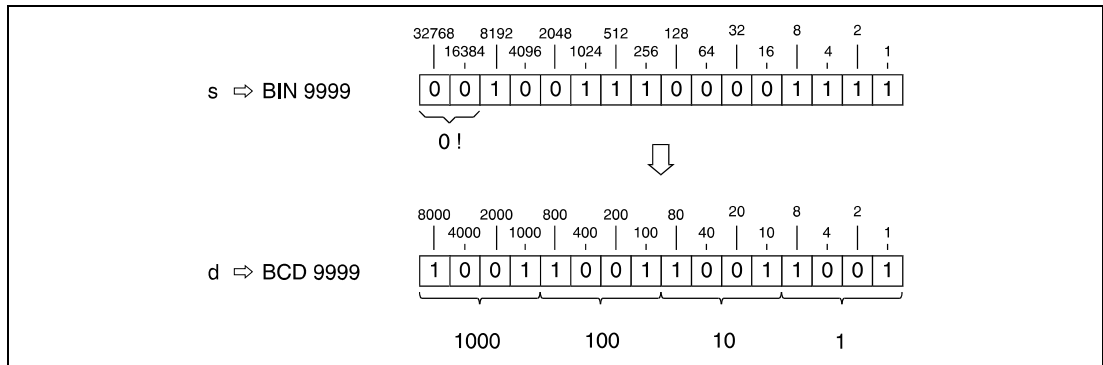 32768 8192 2048 512 128 32 8 2
16384 4096 1024 256 64 16 4 1
s ⇨ BIN 9999 0 0 1 0 0 1 1 1 0 0 0 0 1 1 1 1
0 !
8000 2000 800 200 80 20 8 2
4000 1000 400 100 40 10 4 1
d ⇨ BCD 9999 1 0 0 1 1 0 0 1 1 0 0 1 1 0 0 1
1000 100 10 1